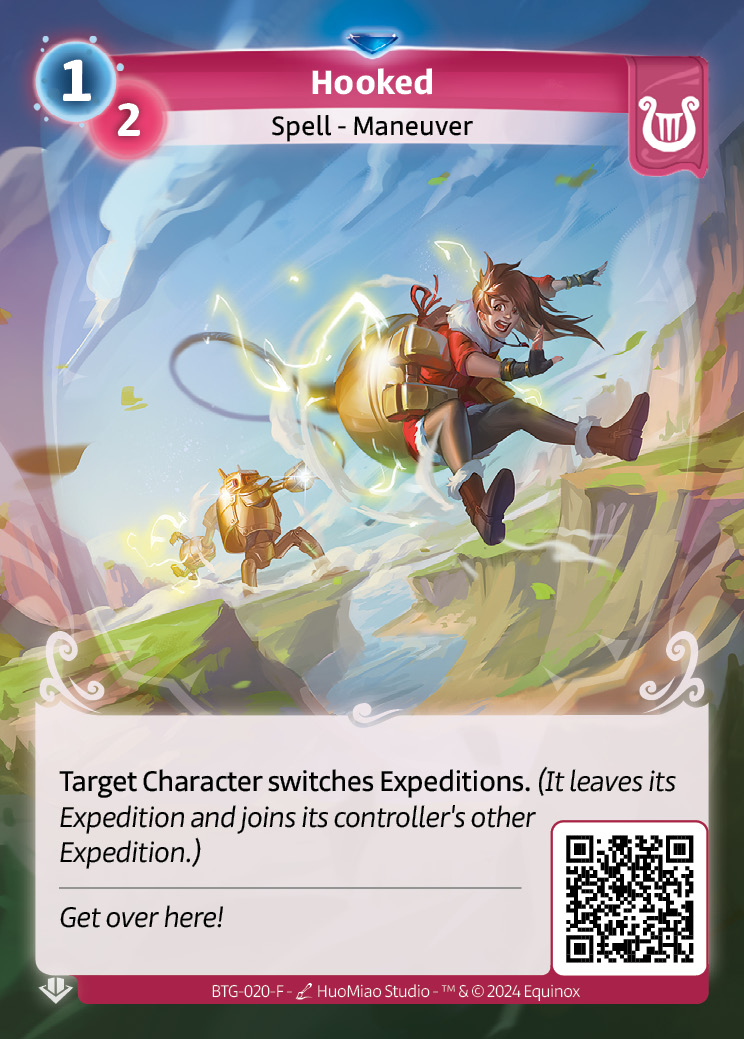 1
2
Hooked
Spell - Maneuver
Target Character switches Expeditions. (It leaves its
Expedition and joins its controller's other
Expedition.)
Get over here!
BTG-020-F - HuoMiao Studio - ™ & © 2024 Equinox